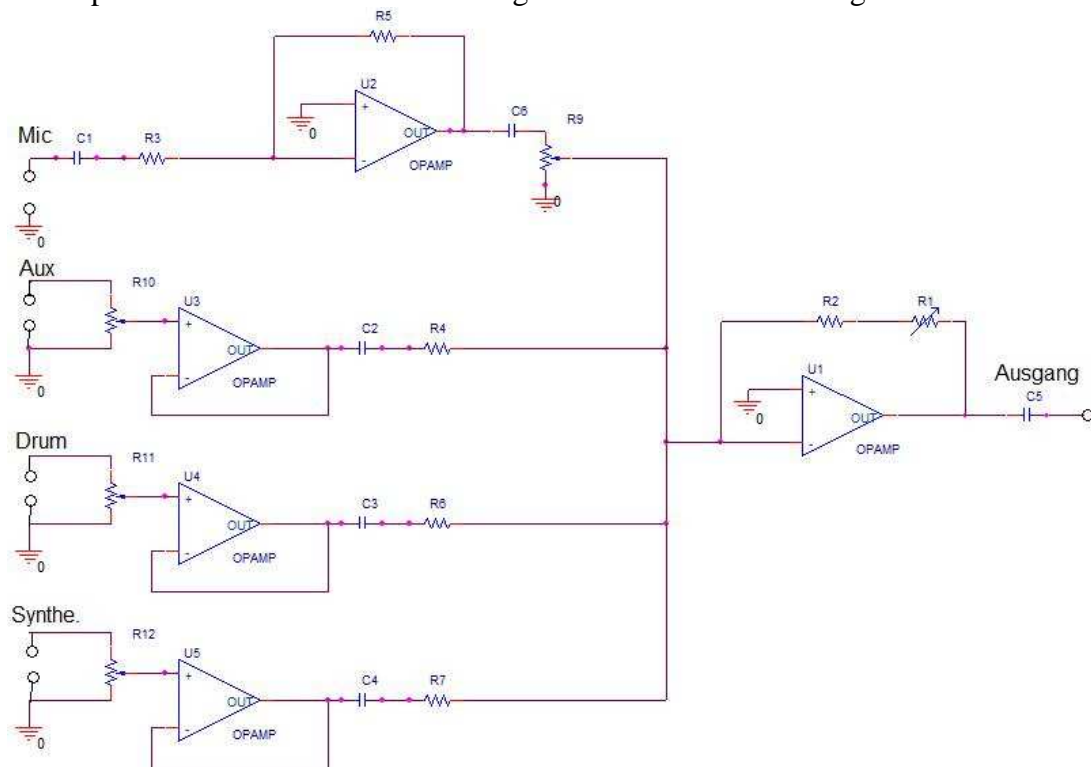 R5
U2
+
OUT
-
OPAMP
0
C6
R9
0
Mic
C1
R3
0
Aux
R10
U3
+
OUT
-
OPAMP
C2
R4
0
R2
R1
U1
+
OUT
-
OPAMP
0
Ausgang
C5
Drum
R11
U4
+
OUT
-
OPAMP
C3
R6
0
Synthe.
R12
U5
+
OUT
-
OPAMP
C4
R7
0